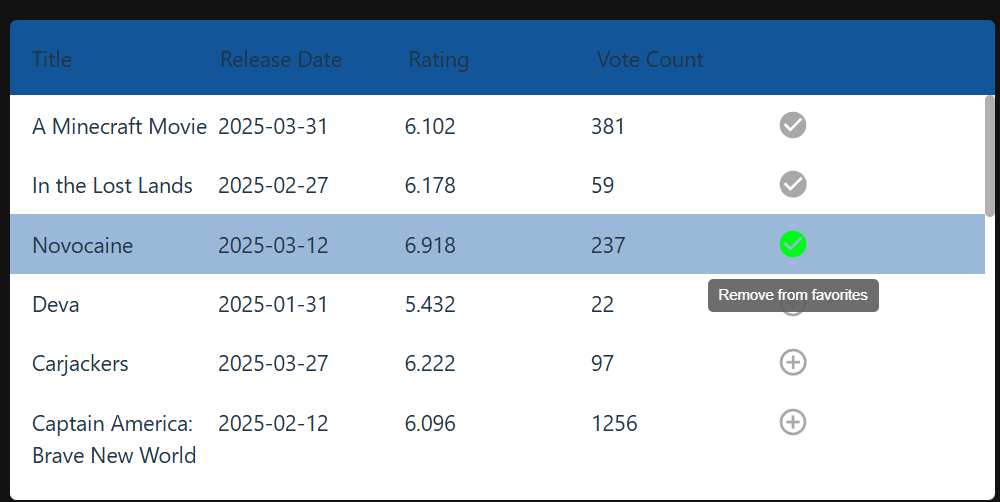 Title Release Date Rating Vote Count
A Minecraft Movie 2025-03-31 6.102 381
In the Lost Lands 2025-02-27 6.178 59
Novocaine 2025-03-12 6.918 237
Remove from favorites
Deva 2025-01-31 5.432 22
Carjackers 2025-03-27 6.222 97
Captain America: 2025-02-12 6.096 1256
Brave New World